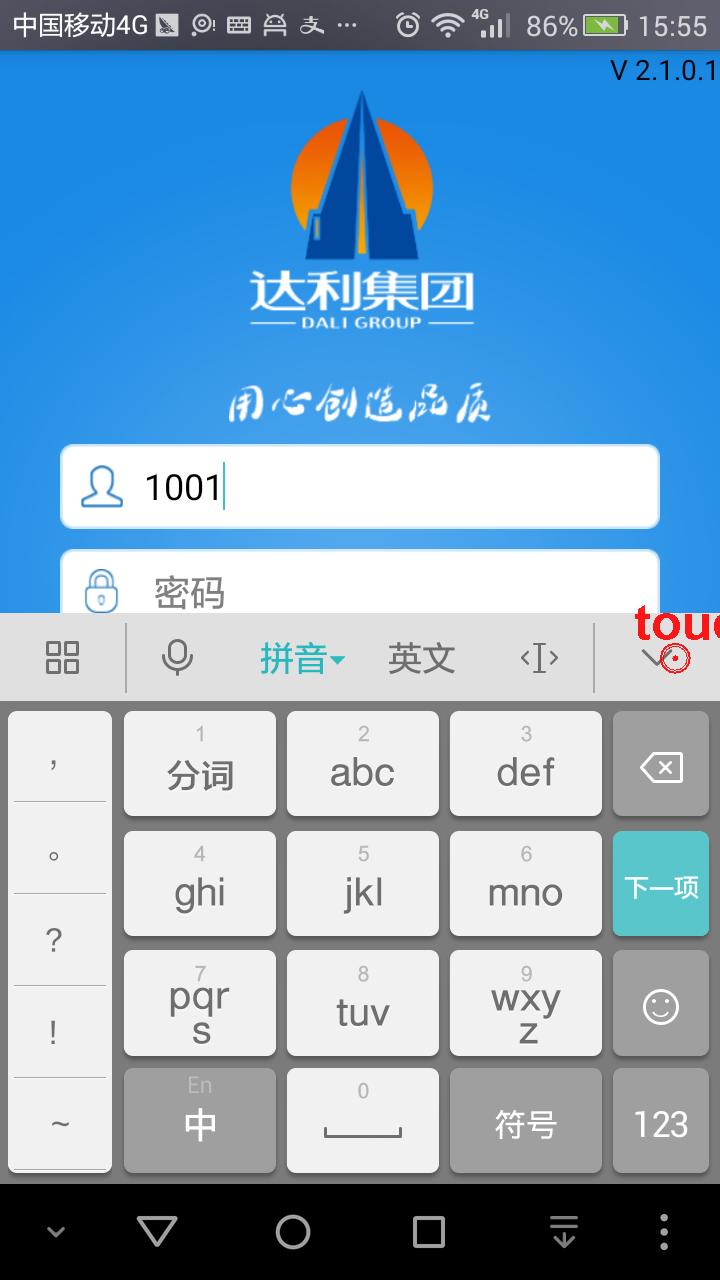 中国移动4G 4G 86% 15:55
V 2.1.0.1
达利集团
DALI GROUP
用心创造品质
1001
密码
touc
拼音 英文
, 1 分词 2 abc 3 def
。 4 ghi 5 jkl 6 mno 下一项
? 7 pqrs 8 tuv 9 wxyz
!
~ En 中 0 符号 123